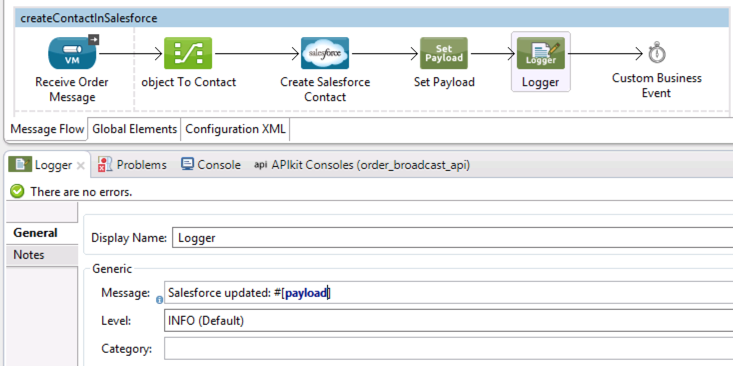 createContactInSalesforce
VM
salesforce
Set
Payload
Logger
Receive Order
Message
object To Contact
Create Salesforce
Contact
Set Payload
Logger
Custom Business
Event
Message Flow Global Elements Configuration XML
Logger Problems Console api APIkit Consoles (order_broadcast_api)
There are no errors.
General
Notes
Display Name: Logger
Generic
Message: Salesforce updated: #[payload]
Level: INFO (Default)
Category: